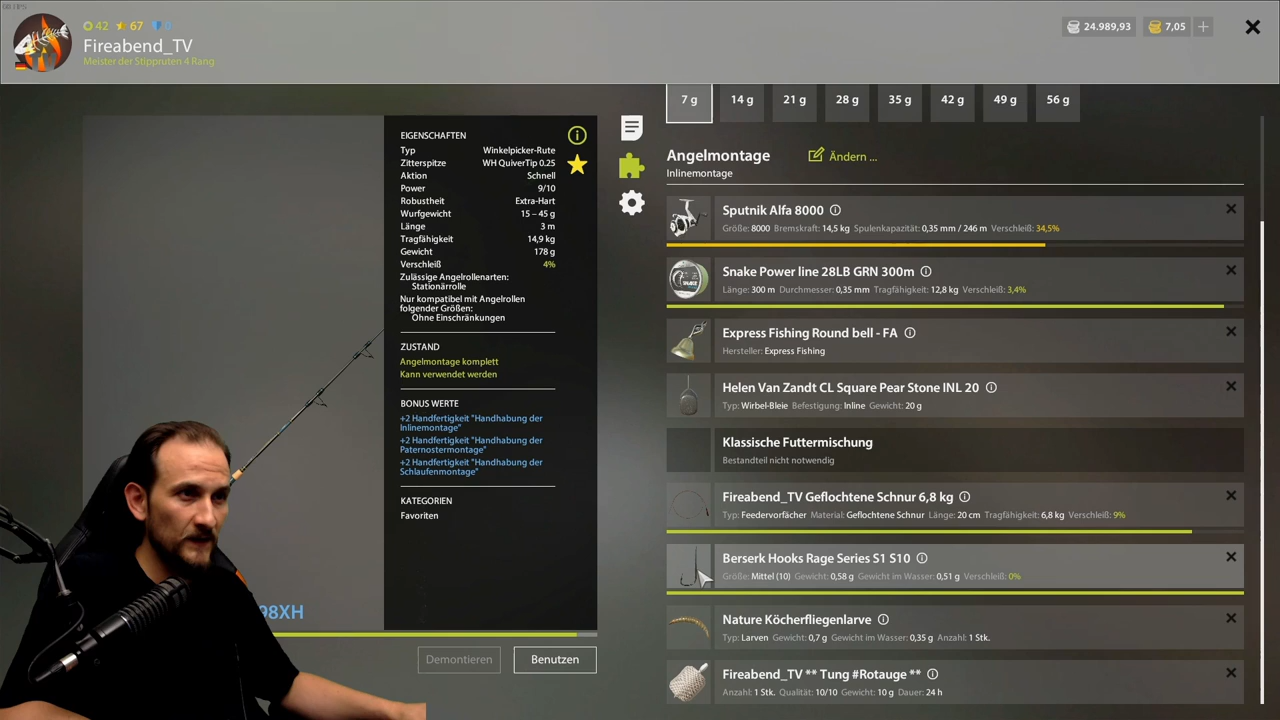 68 FPS
42 67 0
Fireabend_TV
Meister der Stippruten 4 Rang
24.989,93
7,05
7 g 14 g 21 g 28 g 35 g 42 g 49 g 56 g
EIGENSCHAFTEN
Typ Winkelpicker-Rute
Zitterspitze WH QuiverTip 0.25
Aktion Schnell
Power 9/10
Robustheit Extra-Hart
Wurfgewicht 15 – 45 g
Länge 3 m
Tragfähigkeit 14,9 kg
Gewicht 178 g
Verschleiß 4%
Zulässige Angelrollenarten:
Stationärrolle
Nur kompatibel mit Angelrollen
folgender Größen:
Ohne Einschränkungen
ZUSTAND
Angelmontage komplett
Kann verwendet werden
BONUS WERTE
+2 Handfertigkeit "Handhabung der
Inlinemontage"
+2 Handfertigkeit "Handhabung der
Paternostermontage"
+2 Handfertigkeit "Handhabung der
Schlaufenmontage"
KATEGORIEN
Favoriten
98XH
Demontieren
Benutzen
Angelmontage
Ändern ...
Inlinemontage
Sputnik Alfa 8000
Größe: 8000 Bremskraft: 14,5 kg Spulenkapazität: 0,35 mm / 246 m Verschleiß: 34,5%
Snake Power line 28LB GRN 300m
Länge: 300 m Durchmesser: 0,35 mm Tragfähigkeit: 12,8 kg Verschleiß: 3,4%
Express Fishing Round bell - FA
Hersteller: Express Fishing
Helen Van Zandt CL Square Pear Stone INL 20
Typ: Wirbel-Bleie Befestigung: Inline Gewicht: 20 g
Klassische Futtermischung
Bestandteil nicht notwendig
Fireabend_TV Geflochtene Schnur 6,8 kg
Typ: Feedervorfächer Material: Geflochtene Schnur Länge: 20 cm Tragfähigkeit: 6,8 kg Verschleiß: 9%
Berserk Hooks Rage Series S1 S10
Größe: Mittel (10) Gewicht: 0,58 g Gewicht im Wasser: 0,51 g Verschleiß: 0%
Nature Köcherfliegenlarve
Typ: Larven Gewicht: 0,7 g Gewicht im Wasser: 0,35 g Anzahl: 1 Stk.
Fireabend_TV ** Tung #Rotauge **
Anzahl: 1 Stk. Qualität: 10/10 Gewicht: 10 g Dauer: 24 h